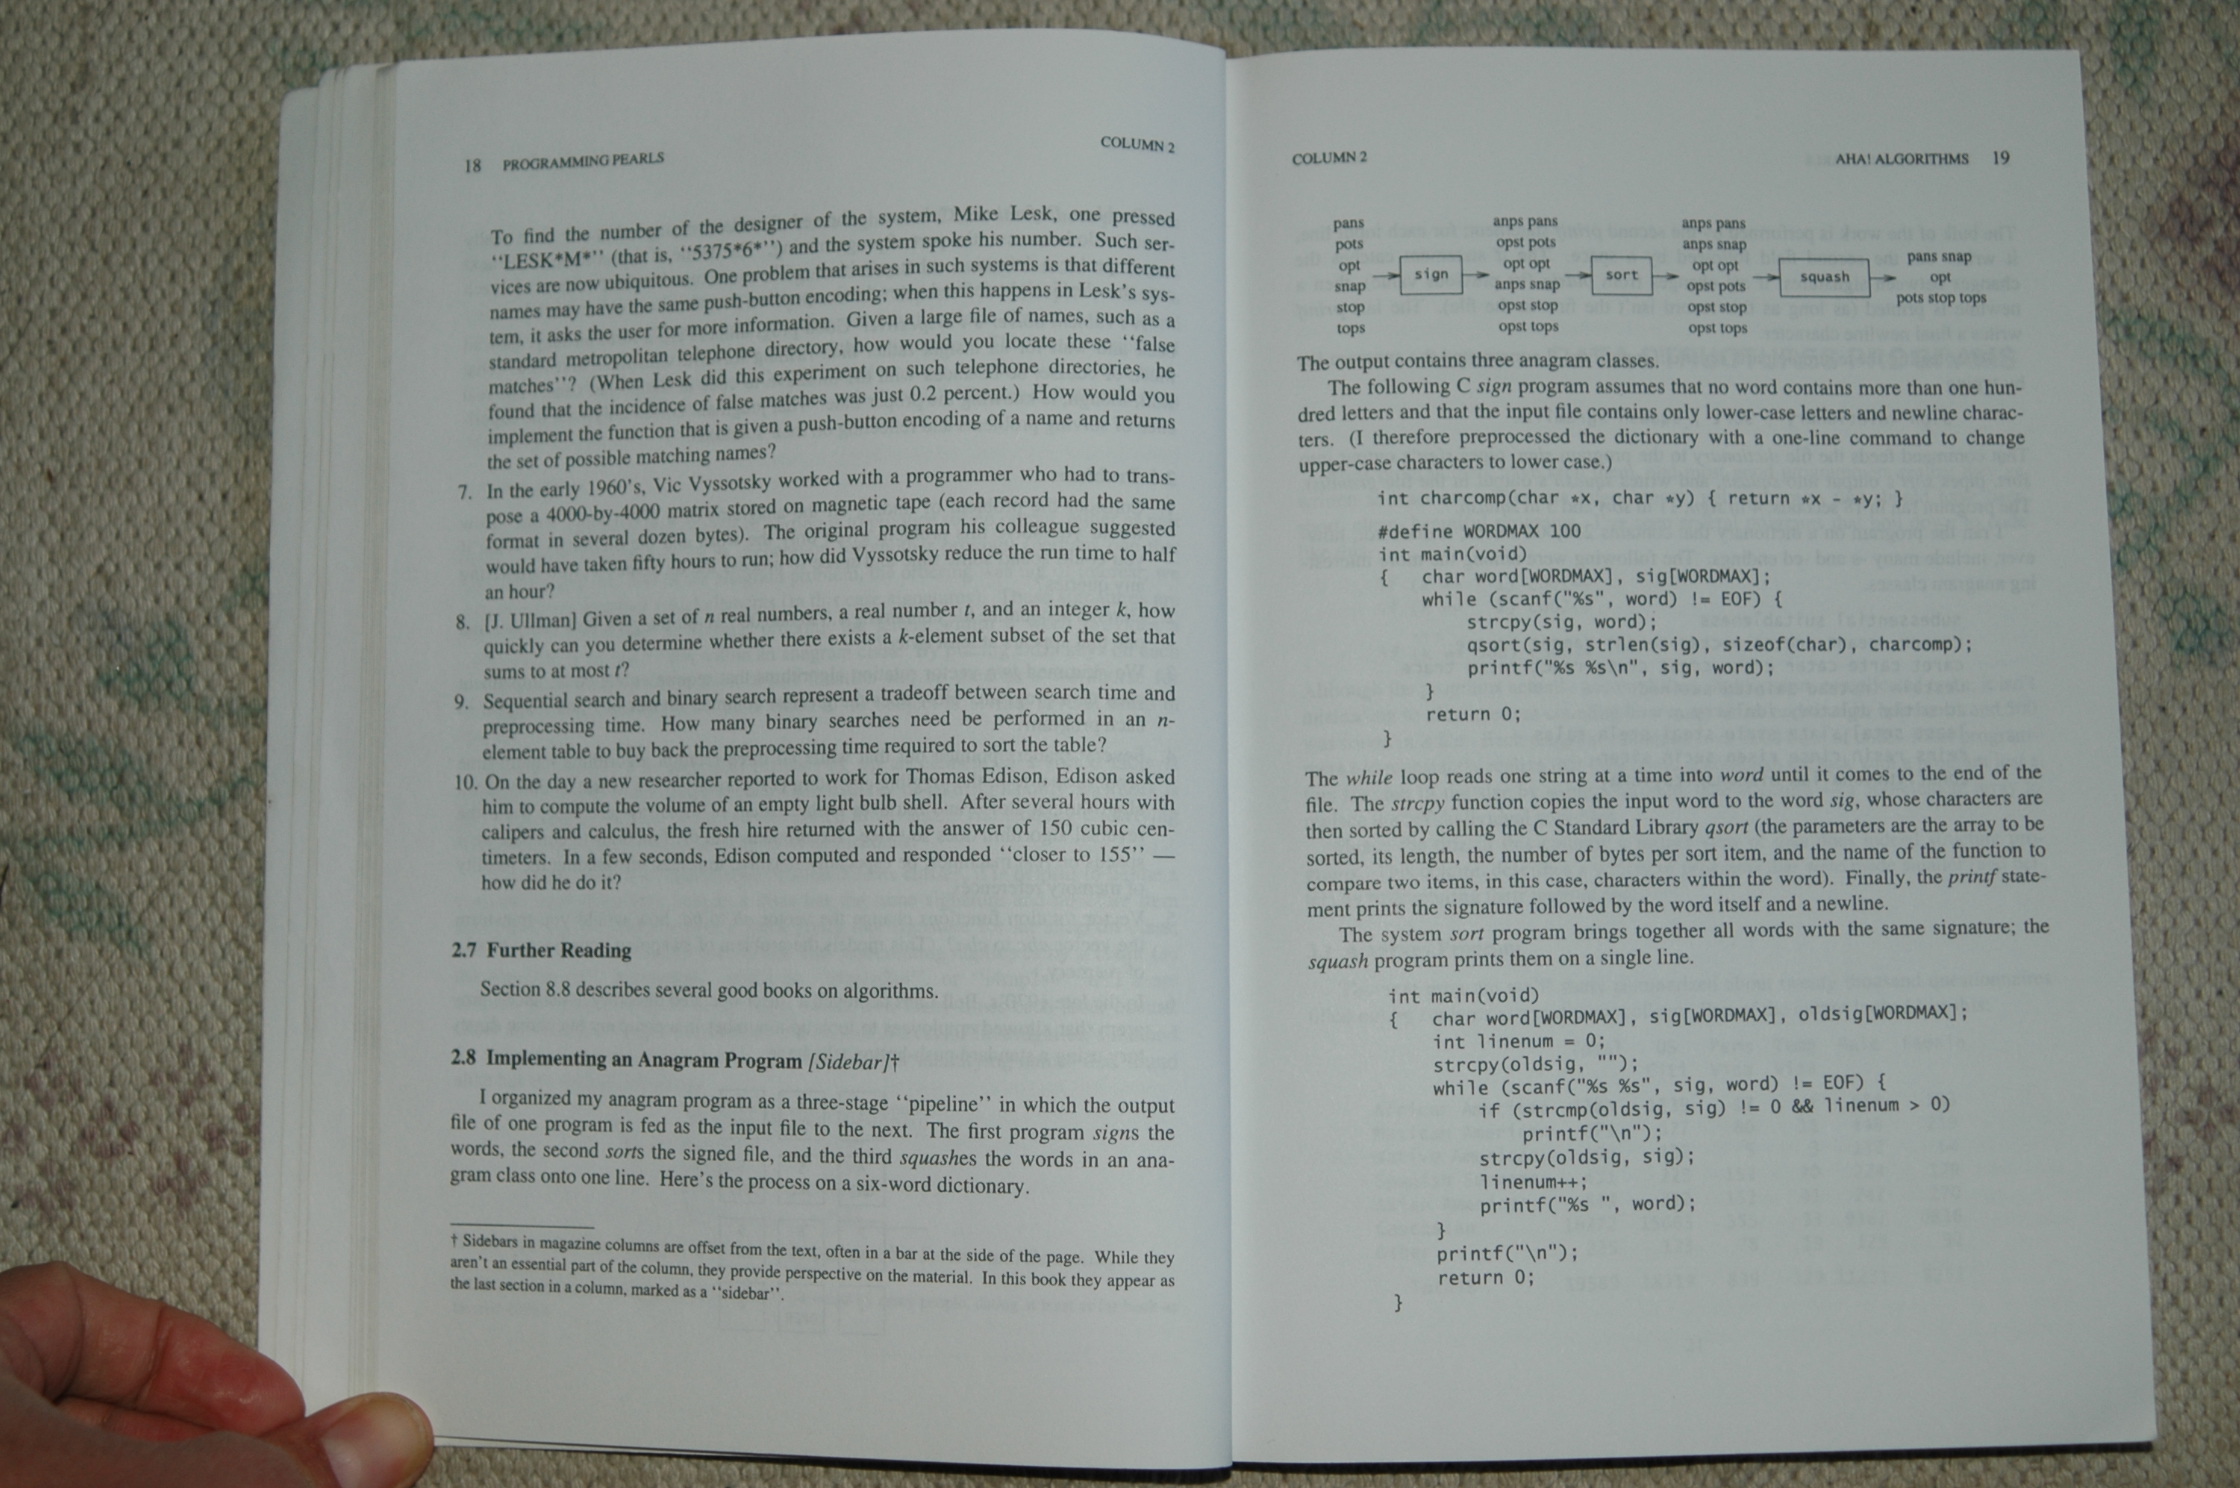 18 PROGRAMMING PEARLS COLUMN 2
To find the number of the designer of the system, Mike Lesk, one pressed
‘‘LESK*M*’’ (that is, ‘‘5375*6*’’) and the system spoke his number. Such ser-
vices are now ubiquitous. One problem that arises in such systems is that different
names may have the same push-button encoding; when this happens in Lesk's sys-
tem, it asks the user for more information. Given a large file of names, such as a
standard metropolitan telephone directory, how would you locate these ‘‘false
matches’’? (When Lesk did this experiment on such telephone directories, he
found that the incidence of false matches was just 0.2 percent.) How would you
implement the function that is given a push-button encoding of a name and returns
the set of possible matching names?
7. In the early 1960's, Vic Vyssotsky worked with a programmer who had to trans-
pose a 4000-by-4000 matrix stored on magnetic tape (each record had the same
format in several dozen bytes). The original program his colleague suggested
would have taken fifty hours to run; how did Vyssotsky reduce the run time to half
an hour?
8. [J. Ullman] Given a set of n real numbers, a real number t, and an integer k, how
quickly can you determine whether there exists a k-element subset of the set that
sums to at most t?
9. Sequential search and binary search represent a tradeoff between search time and
preprocessing time. How many binary searches need be performed in an n-
element table to buy back the preprocessing time required to sort the table?
10. On the day a new researcher reported to work for Thomas Edison, Edison asked
him to compute the volume of an empty light bulb shell. After several hours with
calipers and calculus, the fresh hire returned with the answer of 150 cubic cen-
timeters. In a few seconds, Edison computed and responded ‘‘closer to 155’’ —
how did he do it?
2.7 Further Reading
Section 8.8 describes several good books on algorithms.
2.8 Implementing an Anagram Program [Sidebar]†
I organized my anagram program as a three-stage ‘‘pipeline’’ in which the output
file of one program is fed as the input file to the next. The first program signs the
words, the second sorts the signed file, and the third squashes the words in an ana-
gram class onto one line. Here's the process on a six-word dictionary.
† Sidebars in magazine columns are offset from the text, often in a bar at the side of the page. While they
aren't an essential part of the column, they provide perspective on the material. In this book they appear as
the last section in a column, marked as a ‘‘sidebar’’.
COLUMN 2 AHA! ALGORITHMS 19
pans
pots
opt
snap
stop
tops
sign
anps pans
opst pots
opt opt
anps snap
opst stop
opst tops
sort
anps pans
anps snap
opt opt
opst pots
opst stop
opst tops
squash
pans snap
opt
pots stop tops
The output contains three anagram classes.
The following C sign program assumes that no word contains more than one hun-
dred letters and that the input file contains only lower-case letters and newline charac-
ters. (I therefore preprocessed the dictionary with a one-line command to change
upper-case characters to lower case.)
int charcomp(char *x, char *y) { return *x - *y; }
#define WORDMAX 100
int main(void)
{ char word[WORDMAX], sig[WORDMAX];
while (scanf("%s", word) != EOF) {
strcpy(sig, word);
qsort(sig, strlen(sig), sizeof(char), charcomp);
printf("%s %s\n", sig, word);
}
return 0;
}
The while loop reads one string at a time into word until it comes to the end of the
file. The strcpy function copies the input word to the word sig, whose characters are
then sorted by calling the C Standard Library qsort (the parameters are the array to be
sorted, its length, the number of bytes per sort item, and the name of the function to
compare two items, in this case, characters within the word). Finally, the printf state-
ment prints the signature followed by the word itself and a newline.
The system sort program brings together all words with the same signature; the
squash program prints them on a single line.
int main(void)
{ char word[WORDMAX], sig[WORDMAX], oldsig[WORDMAX];
int linenum = 0;
strcpy(oldsig, "");
while (scanf("%s %s", sig, word) != EOF) {
if (strcmp(oldsig, sig) != 0 && linenum > 0)
printf("\n");
strcpy(oldsig, sig);
linenum++;
printf("%s ", word);
}
printf("\n");
return 0;
}